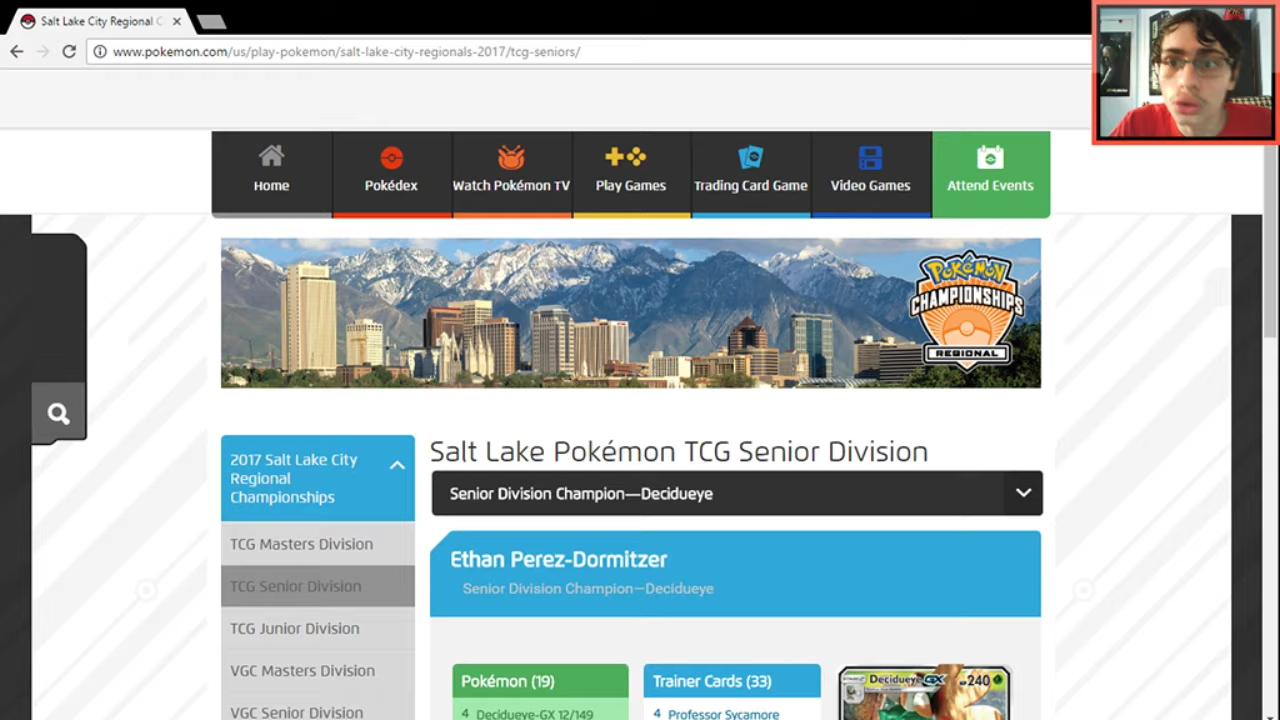 Salt Lake City Regional C
www.pokemon.com/us/play-pokemon/salt-lake-city-regionals-2017/tcg-seniors/
Home
Pokédex
Watch Pokémon TV
Play Games
Trading Card Game
Video Games
Attend Events
Pokémon
CHAMPIONSHIPS
REGIONAL
2017 Salt Lake City
Regional
Championships
TCG Masters Division
TCG Senior Division
TCG Junior Division
VGC Masters Division
VGC Senior Division
Salt Lake Pokémon TCG Senior Division
Senior Division Champion—Decidueye
Ethan Perez-Dormitzer
Senior Division Champion—Decidueye
Pokémon (19)
4 Decidueye-GX 12/149
Trainer Cards (33)
4 Professor Sycamore
Decidueye GX HP 240